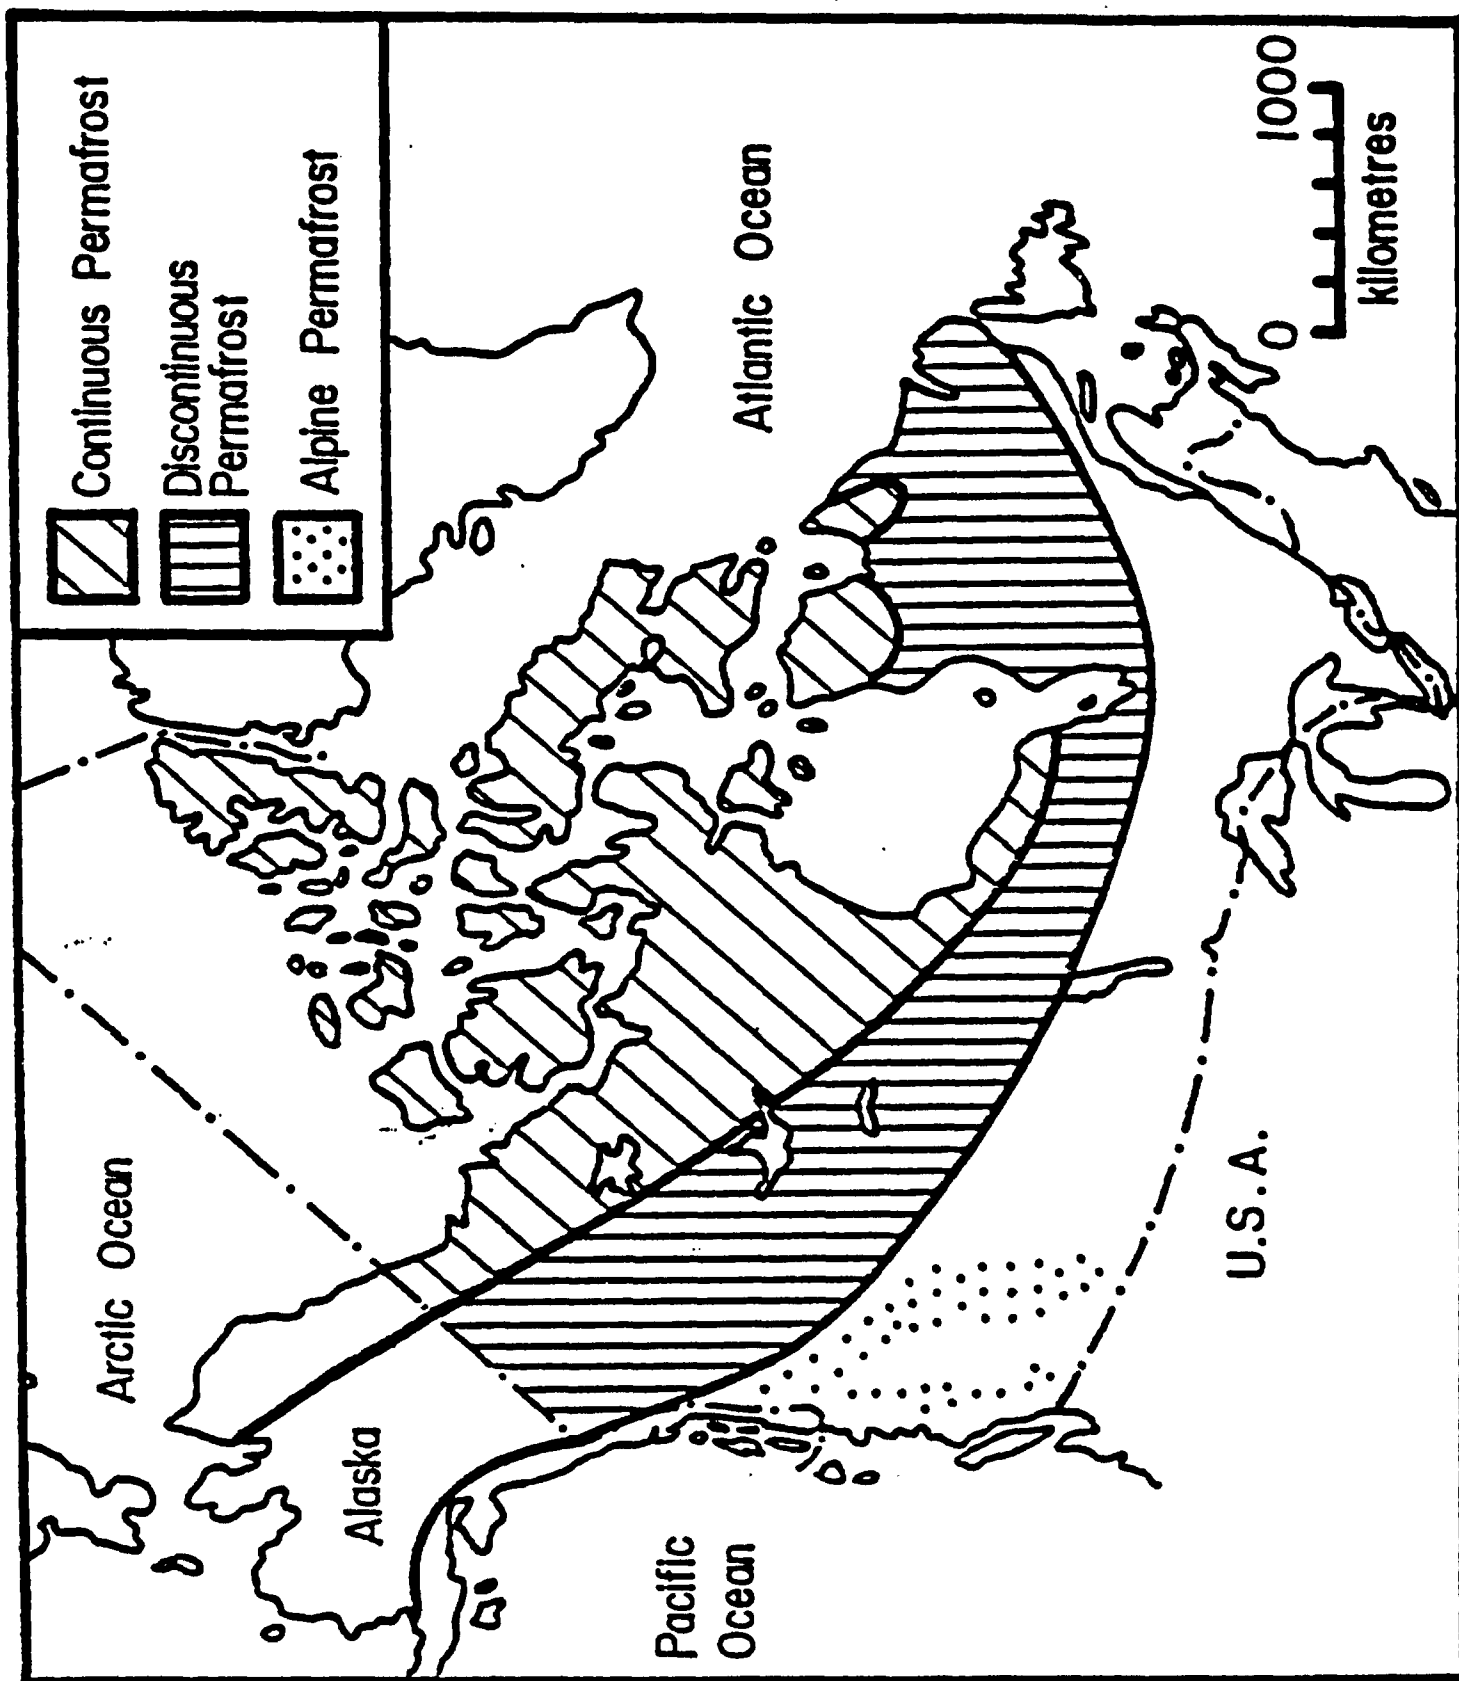 Continuous Permafrost
Discontinuous
Permafrost
Alpine Permafrost
Arctic Ocean
Alaska
Pacific
Ocean
Atlantic Ocean
U.S.A.
0 1000
kilometres